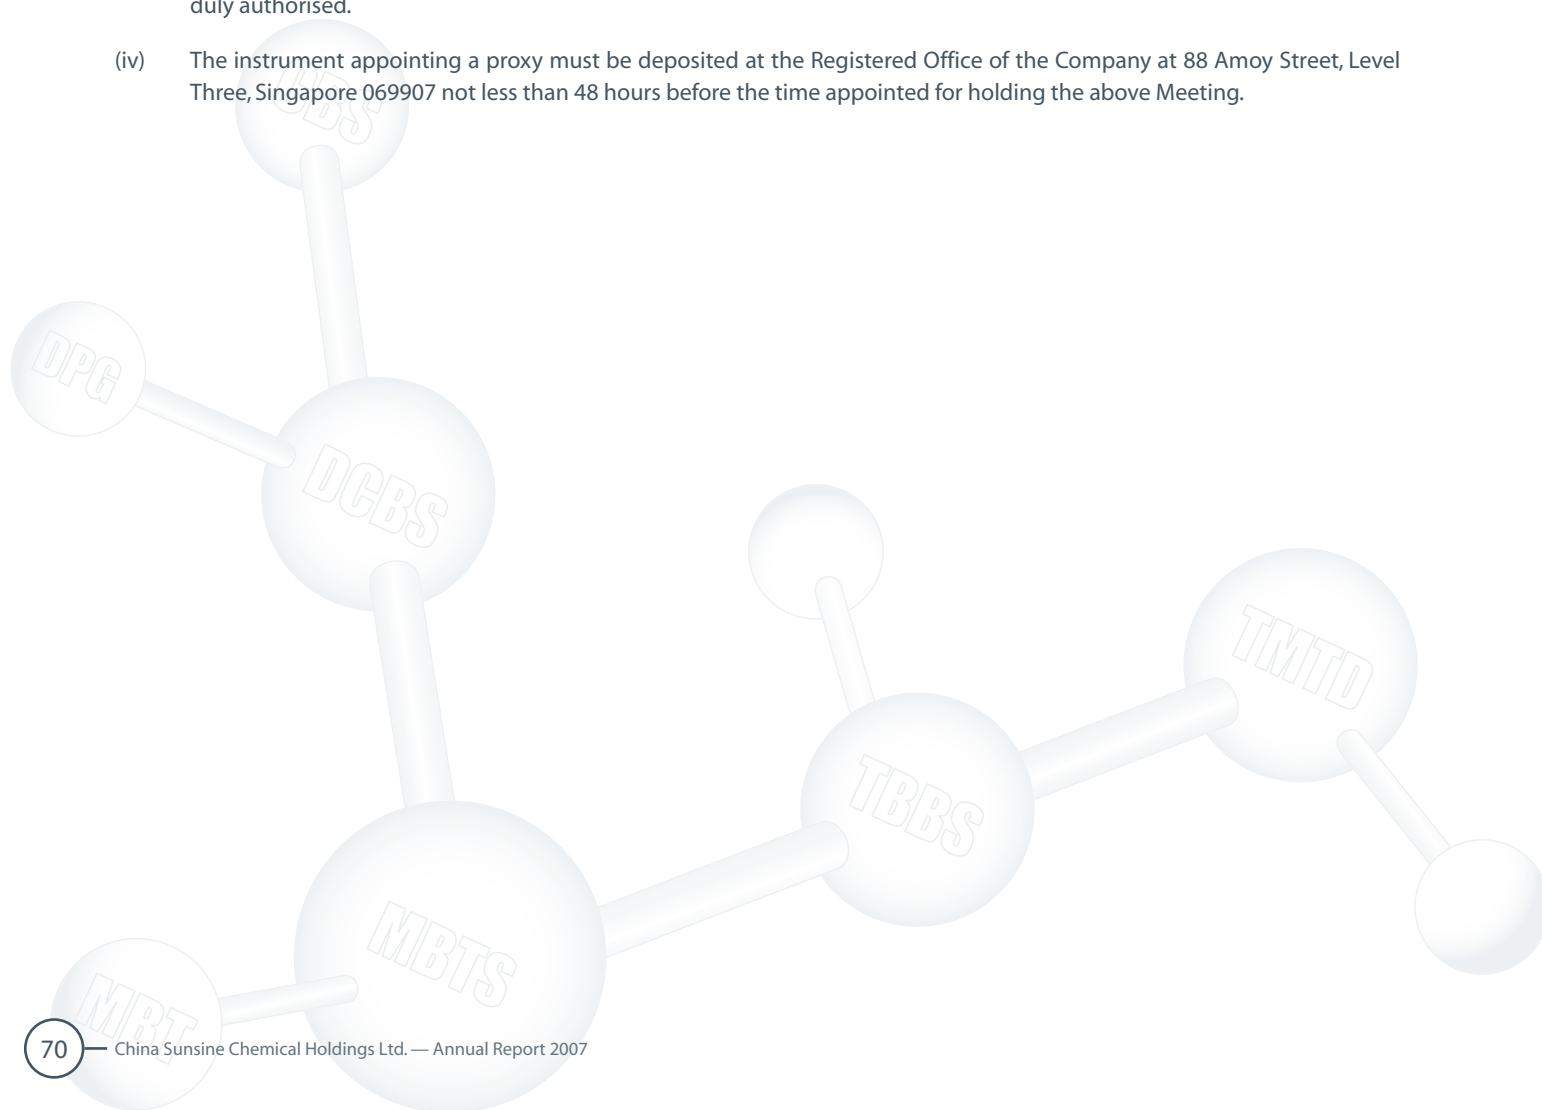 duly authorised.
(iv) The instrument appointing a proxy must be deposited at the Registered Office of the Company at 88 Amoy Street, Level
Three, Singapore 069907 not less than 48 hours before the time appointed for holding the above Meeting.
CBS
DPG
DCBS
TMTD
TBBS
MBTS
MBT
70 — China Sunsine Chemical Holdings Ltd. — Annual Report 2007